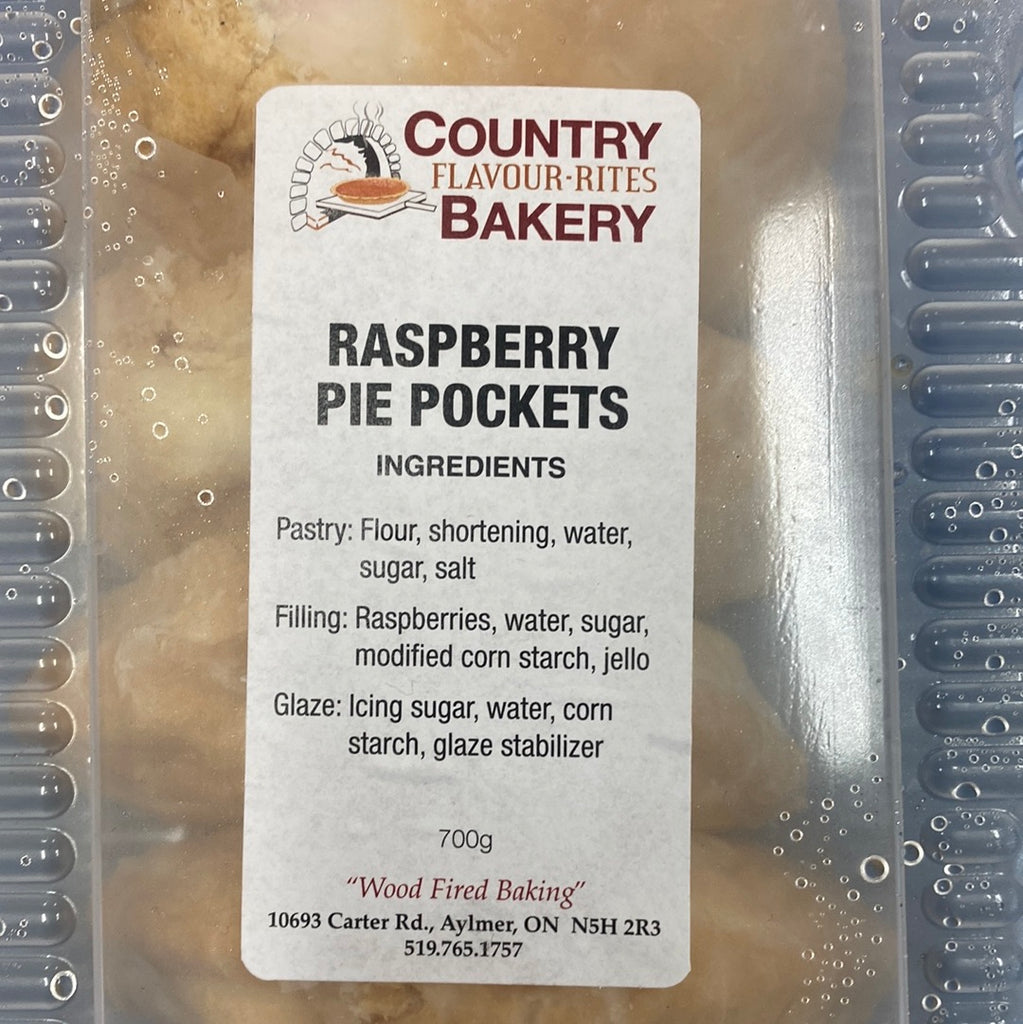 COUNTRY
FLAVOUR-RITES
BAKERY
RASPBERRY
PIE POCKETS
INGREDIENTS
Pastry: Flour, shortening, water,
sugar, salt
Filling: Raspberries, water, sugar,
modified corn starch, jello
Glaze: Icing sugar, water, corn
starch, glaze stabilizer
700g
"Wood Fired Baking"
10693 Carter Rd., Aylmer, ON N5H 2R3
519.765.1757